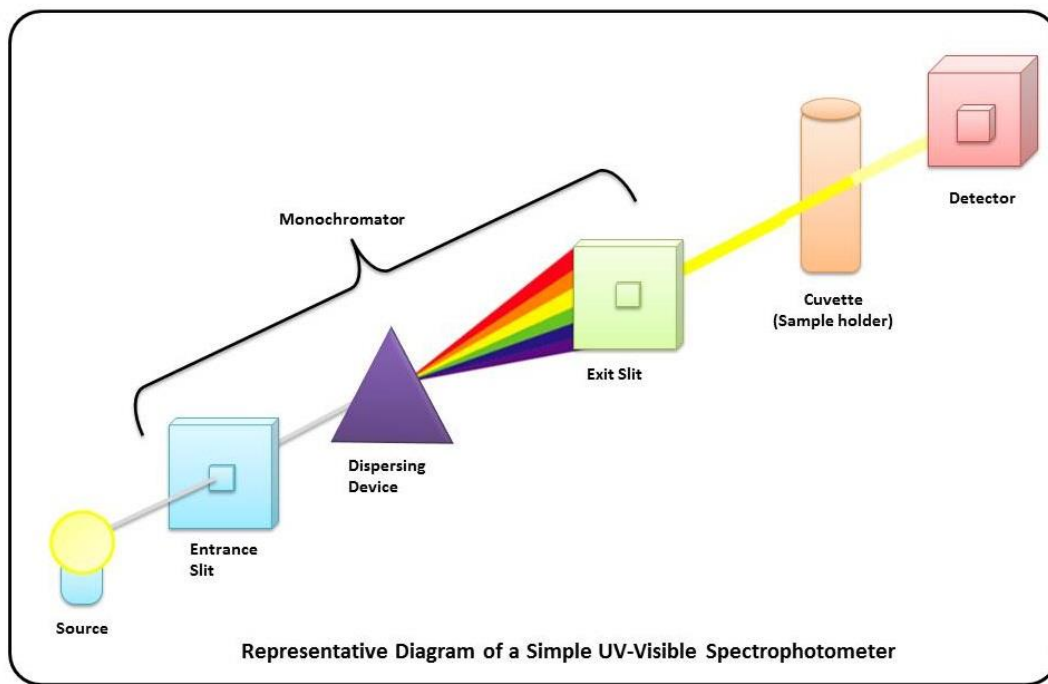 Monochromator
Detector
Cuvette
(Sample holder)
Exit Slit
Dispersing
Device
Entrance
Slit
Source
Representative Diagram of a Simple UV-Visible Spectrophotometer